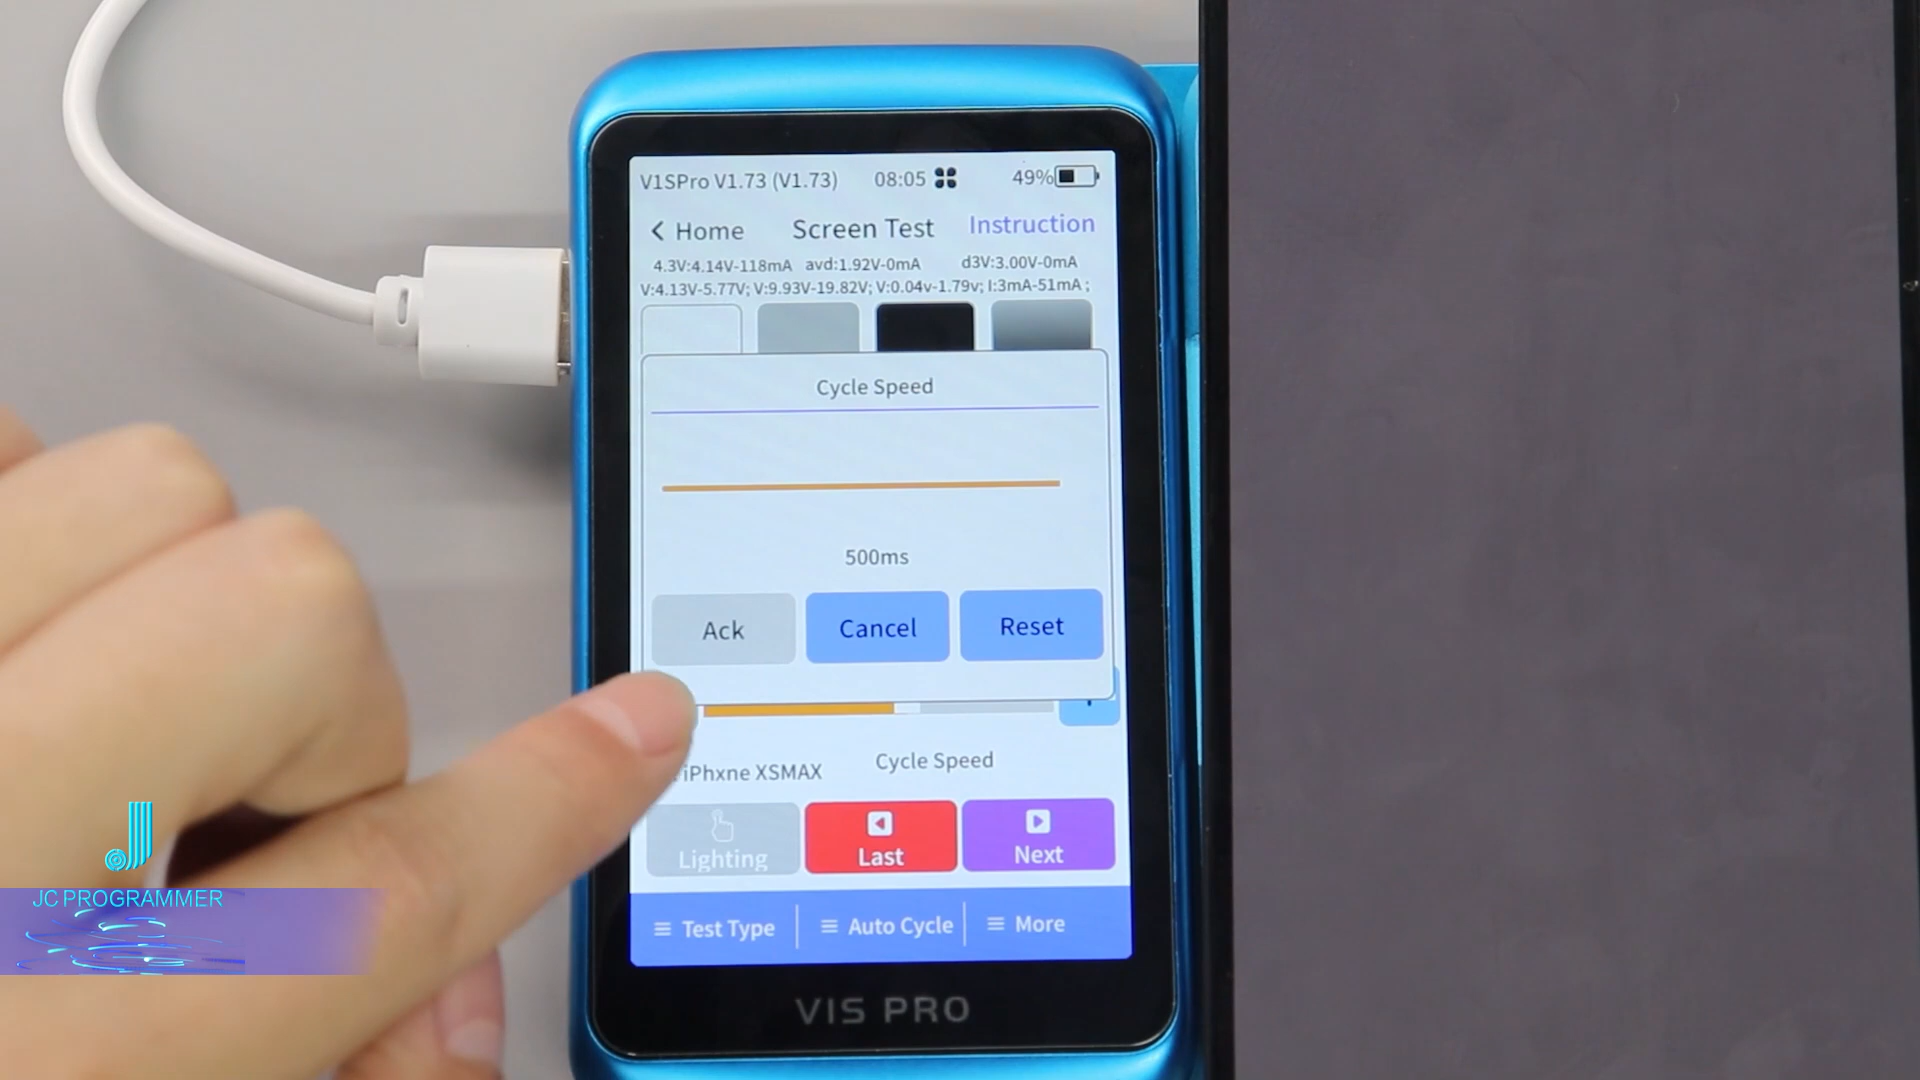 V1SPro V1.73 (V1.73) 08:05 49%
< Home Screen Test Instruction
4.3V:4.14V-118mA avd:1.92V-0mA d3V:3.00V-0mA
V:4.13V-5.77V; V:9.93V-19.82V; V:0.04v-1.79v; I:3mA-51mA ;
Cycle Speed
500ms
Ack Cancel Reset
iPhxne XSMAX Cycle Speed
Lighting Last Next
Test Type Auto Cycle More
VIS PRO
JC PROGRAMMER